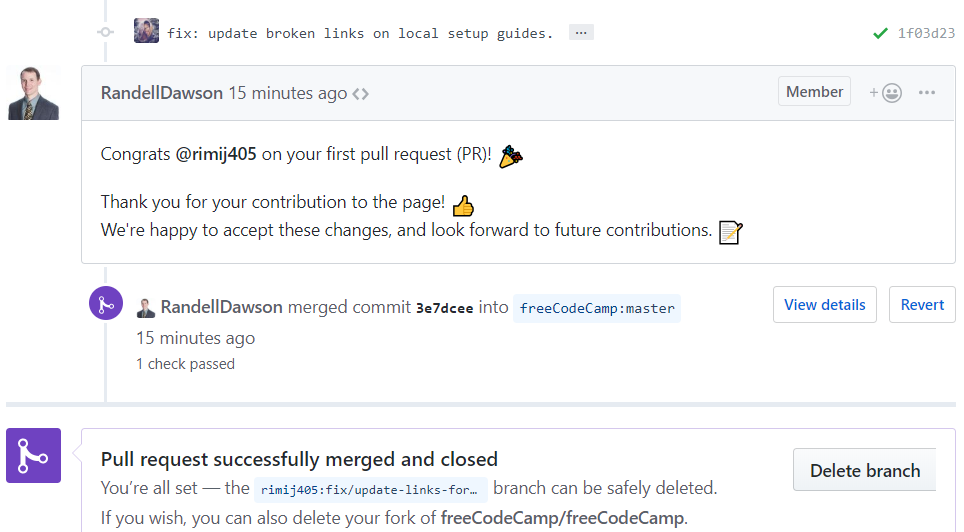 fix: update broken links on local setup guides. ... 1f03d23
RandellDawson 15 minutes ago <> Member + ...
Congrats @rimij405 on your first pull request (PR)! 🎉
Thank you for your contribution to the page! 👍
We're happy to accept these changes, and look forward to future contributions. 📝
RandellDawson merged commit 3e7dcee into freeCodeCamp:master View details Revert
15 minutes ago
1 check passed
Pull request successfully merged and closed
You’re all set — the rimij405:fix/update-links-for… branch can be safely deleted. Delete branch
If you wish, you can also delete your fork of freeCodeCamp/freeCodeCamp.